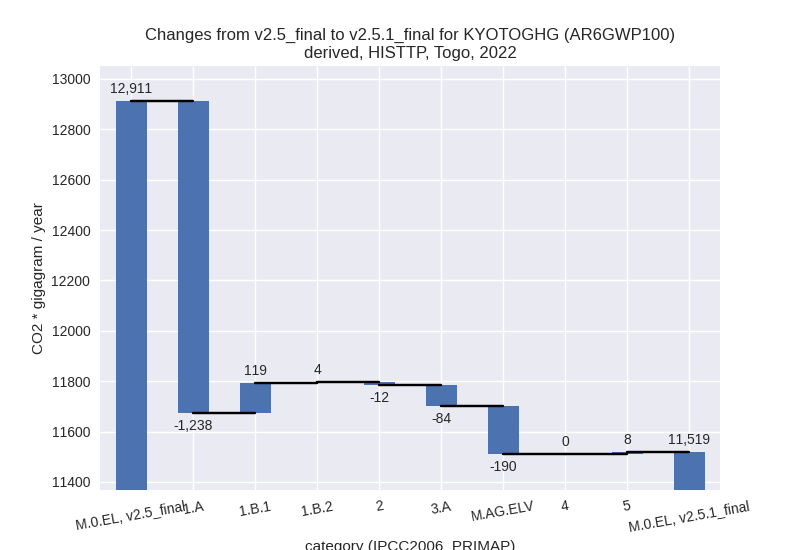 Changes from v2.5_final to v2.5.1_final for KYOTOGHG (AR6GWP100)
derived, HISTTP, Togo, 2022
CO2 * gigagram / year
13000
12800
12600
12400
12200
12000
11800
11600
11400
12,911
-1,238
119
4
-12
-84
-190
0
8
11,519
M.0.EL, v2.5_final
1.A
1.B.1
1.B.2
2
3.A
M.AG.ELV
4
5
M.0.EL, v2.5.1_final
category (IPCC2006_PRIMAP)